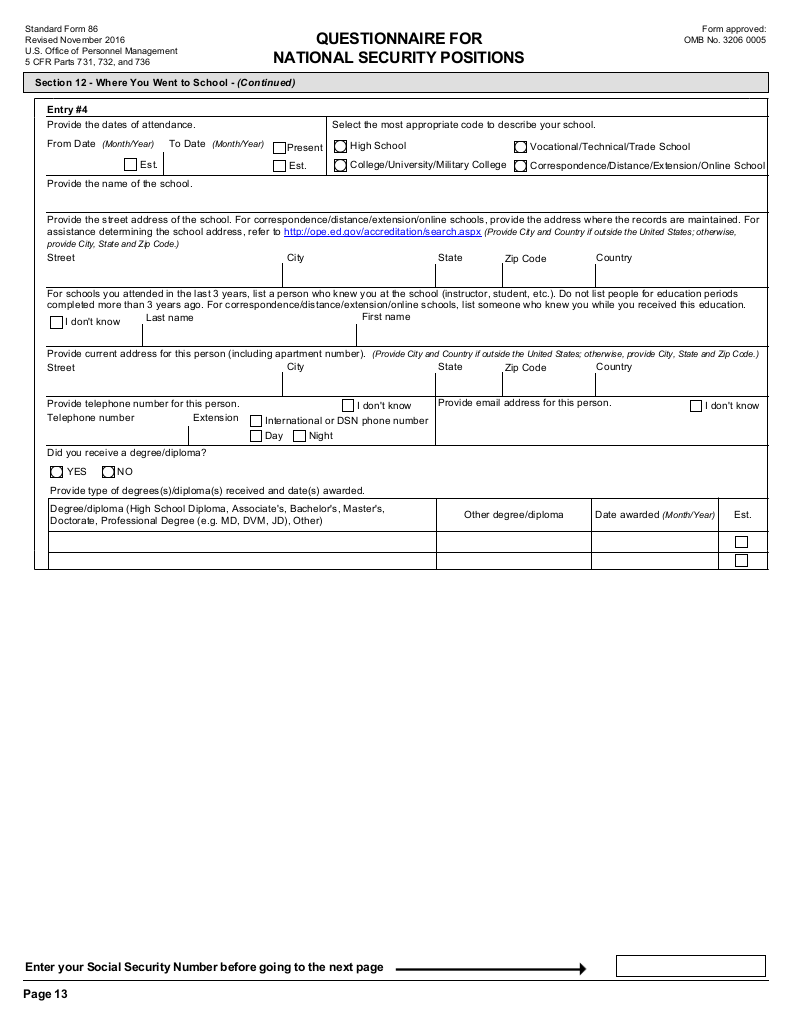 Standard Form 86
Revised November 2016
U.S. Office of Personnel Management
5 CFR Parts 731, 732, and 736
QUESTIONNAIRE FOR
NATIONAL SECURITY POSITIONS
Form approved:
OMB No. 3206 0005
Section 12 - Where You Went to School - (Continued)
Entry #4
Provide the dates of attendance.
From Date (Month/Year) To Date (Month/Year) Present
Est. Est.
Select the most appropriate code to describe your school.
High School Vocational/Technical/Trade School
College/University/Military College Correspondence/Distance/Extension/Online School
Provide the name of the school.
Provide the street address of the school. For correspondence/distance/extension/online schools, provide the address where the records are maintained. For
assistance determining the school address, refer to http://ope.ed.gov/accreditation/search.aspx (Provide City and Country if outside the United States; otherwise,
provide City, State and Zip Code.)
Street City State Zip Code Country
For schools you attended in the last 3 years, list a person who knew you at the school (instructor, student, etc.). Do not list people for education periods
completed more than 3 years ago. For correspondence/distance/extension/online schools, list someone who knew you while you received this education.
I don't know Last name First name
Provide current address for this person (including apartment number). (Provide City and Country if outside the United States; otherwise, provide City, State and Zip Code.)
Street City State Zip Code Country
Provide telephone number for this person. I don't know
Telephone number Extension International or DSN phone number
Day Night
Provide email address for this person. I don't know
Did you receive a degree/diploma?
YES NO
Provide type of degrees(s)/diploma(s) received and date(s) awarded.
Degree/diploma (High School Diploma, Associate's, Bachelor's, Master's,
Doctorate, Professional Degree (e.g. MD, DVM, JD), Other)
Other degree/diploma
Date awarded (Month/Year)
Est.
Enter your Social Security Number before going to the next page
Page 13